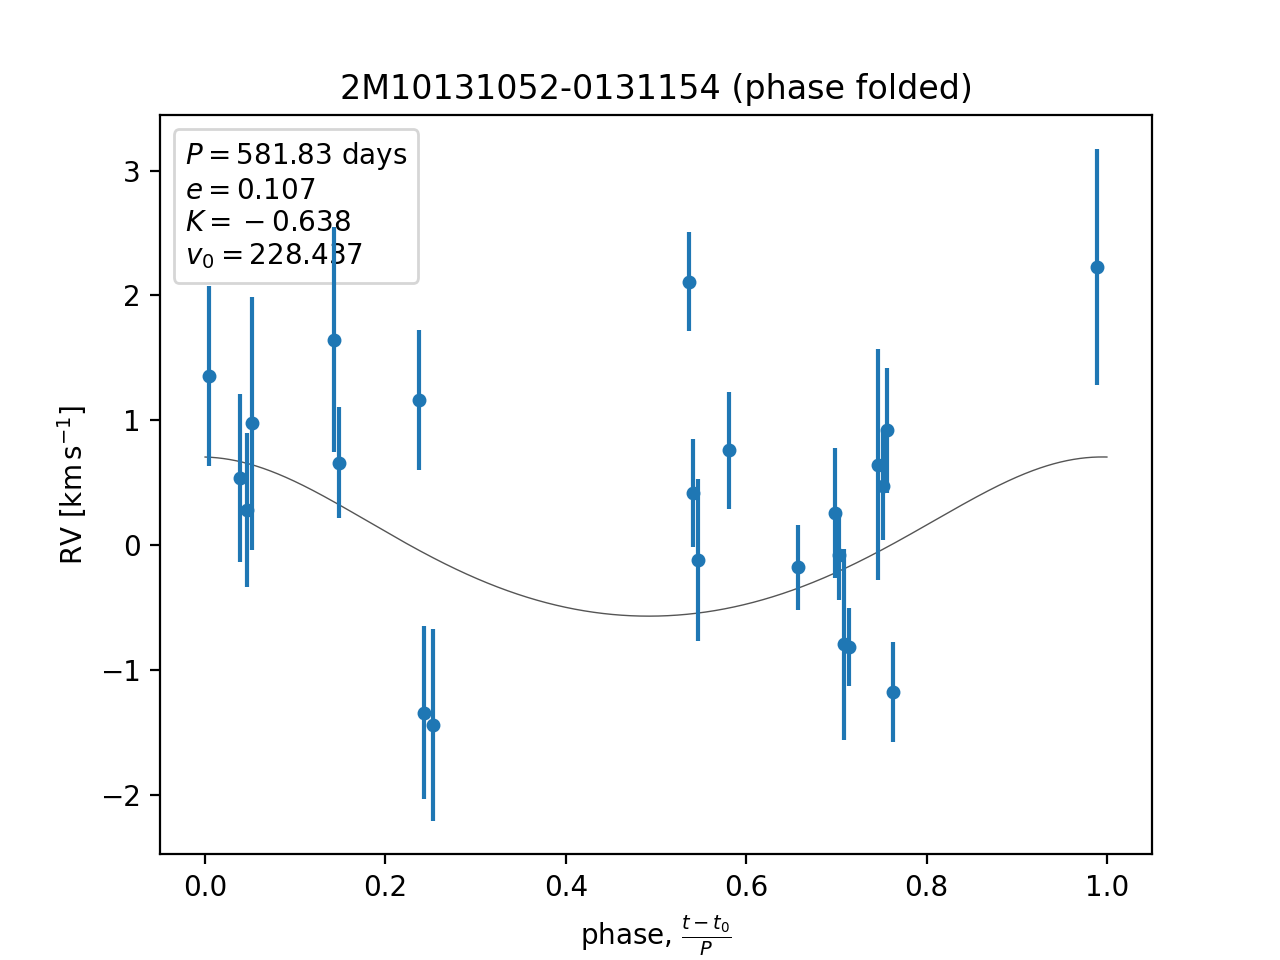 2M10131052-0131154 (phase folded)
P = 581.83 days
e = 0.107
K = −0.638
v₀ = 228.437
3
2
1
0
−1
−2
RV [km s⁻¹]
0.0 0.2 0.4 0.6 0.8 1.0
phase, (t − t₀)/P